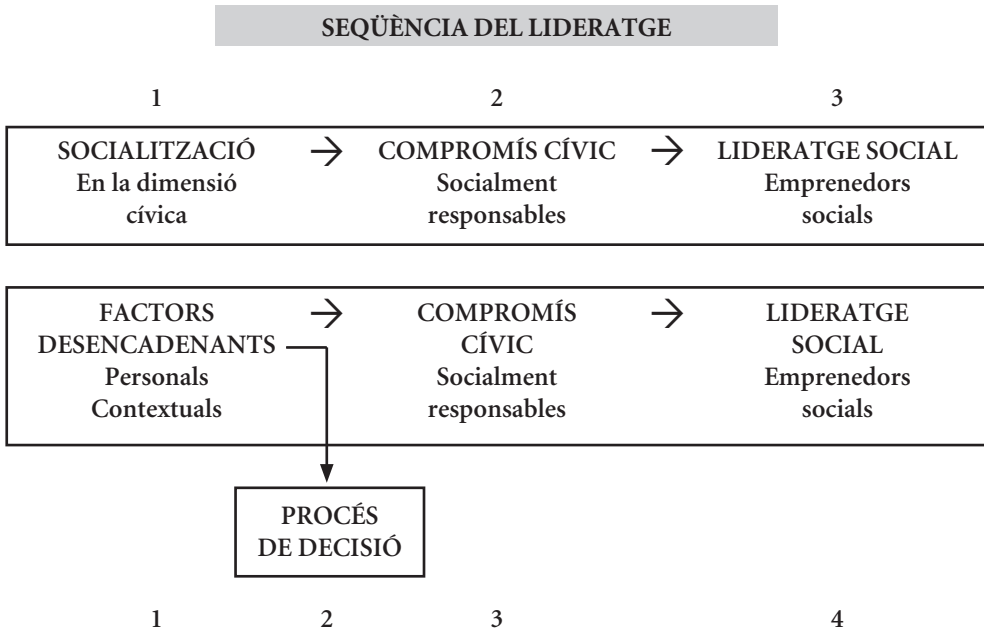 SEQÜÈNCIA DEL LIDERATGE
1 2 3
SOCIALITZACIÓ → COMPROMÍS CÍVIC → LIDERATGE SOCIAL
En la dimensió Socialment Emprenedors
cívica responsables socials
FACTORS → COMPROMÍS → LIDERATGE
DESENCADENANTS CÍVIC SOCIAL
Personals Socialment Emprenedors
Contextuals responsables socials
PROCÉS
DE DECISIÓ
1 2 3 4